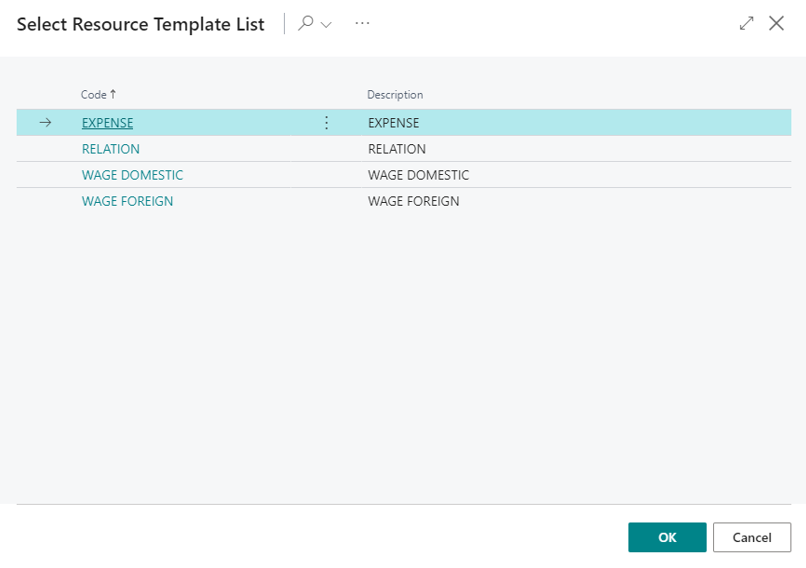 Select Resource Template List
Code ↑ Description
EXPENSE EXPENSE
RELATION RELATION
WAGE DOMESTIC WAGE DOMESTIC
WAGE FOREIGN WAGE FOREIGN
OK Cancel